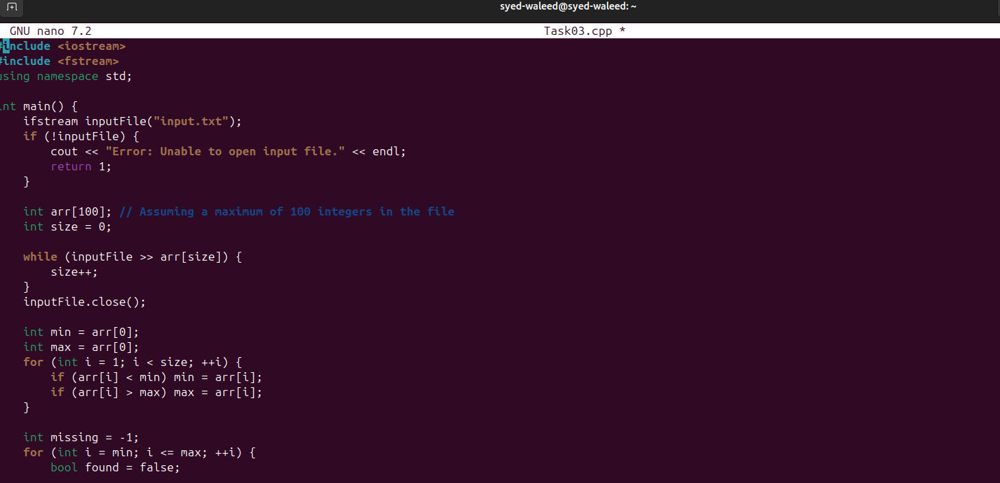 syed-waleed@syed-waleed: ~
GNU nano 7.2 Task03.cpp *
#include <iostream>
#include <fstream>
using namespace std;
int main() {
    ifstream inputFile("input.txt");
    if (!inputFile) {
        cout << "Error: Unable to open input file." << endl;
        return 1;
    }
    int arr[100]; // Assuming a maximum of 100 integers in the file
    int size = 0;
    while (inputFile >> arr[size]) {
        size++;
    }
    inputFile.close();
    int min = arr[0];
    int max = arr[0];
    for (int i = 1; i < size; ++i) {
        if (arr[i] < min) min = arr[i];
        if (arr[i] > max) max = arr[i];
    }
    int missing = -1;
    for (int i = min; i <= max; ++i) {
        bool found = false;